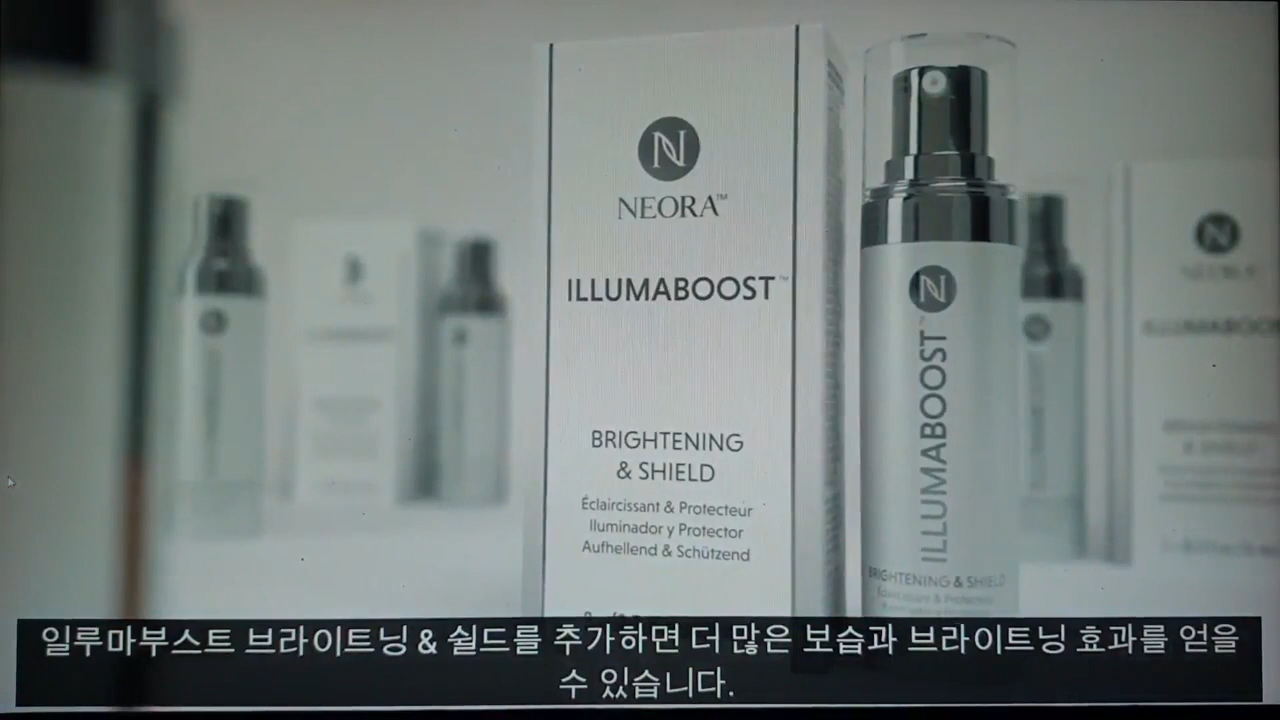 N
NEORA™
ILLUMABOOST™
BRIGHTENING
& SHIELD
Éclaircissant & Protecteur
Iluminador y Protector
Aufhellend & Schützend
N
ILLUMABOOST™
BRIGHTENING & SHIELD
N
일루마부스트 브라이트닝 & 쉴드를 추가하면 더 많은 보습과 브라이트닝 효과를 얻을
수 있습니다.